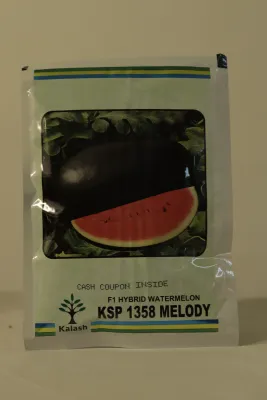 CASH COUPON INSIDE
F1 HYBRID WATERMELON
KSP 1358 MELODY
Kalash